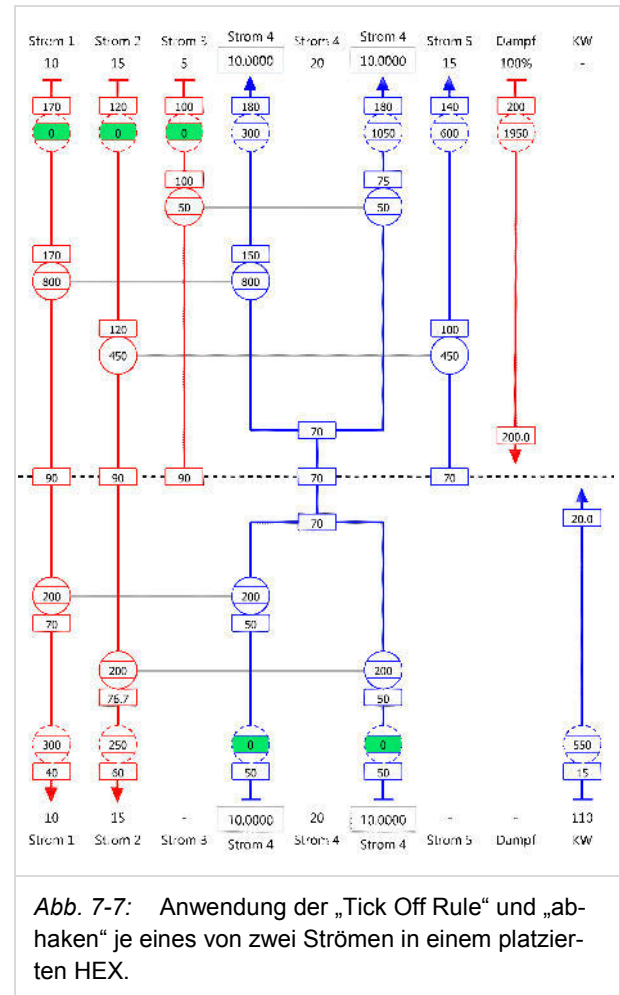 Strom 1 Strom 2 Strom 3 Strom 4 Strom 4 Strom 4 Strom 5 Dampf KW
10 15 5 10.0000 20 10.0000 15 100% -
170 120 100 180 180 140 200
0 0 0 300 1050 600 1950
100 75
50 50
170 150
800 800
120 100
450 450
70 200.0
90 90 90 70 70
70 20.0
200 200
70 50
200 200
76.7 50
300 250 0 0 550
40 60 50 50 15
10 15 - 10.0000 20 10.0000 - - 110
Strom 1 Strom 2 Strom 3 Strom 4 Strom 4 Strom 4 Strom 5 Dampf KW
Abb. 7-7: Anwendung der „Tick Off Rule“ und „ab-
haken“ je eines von zwei Strömen in einem platzier-
ten HEX.